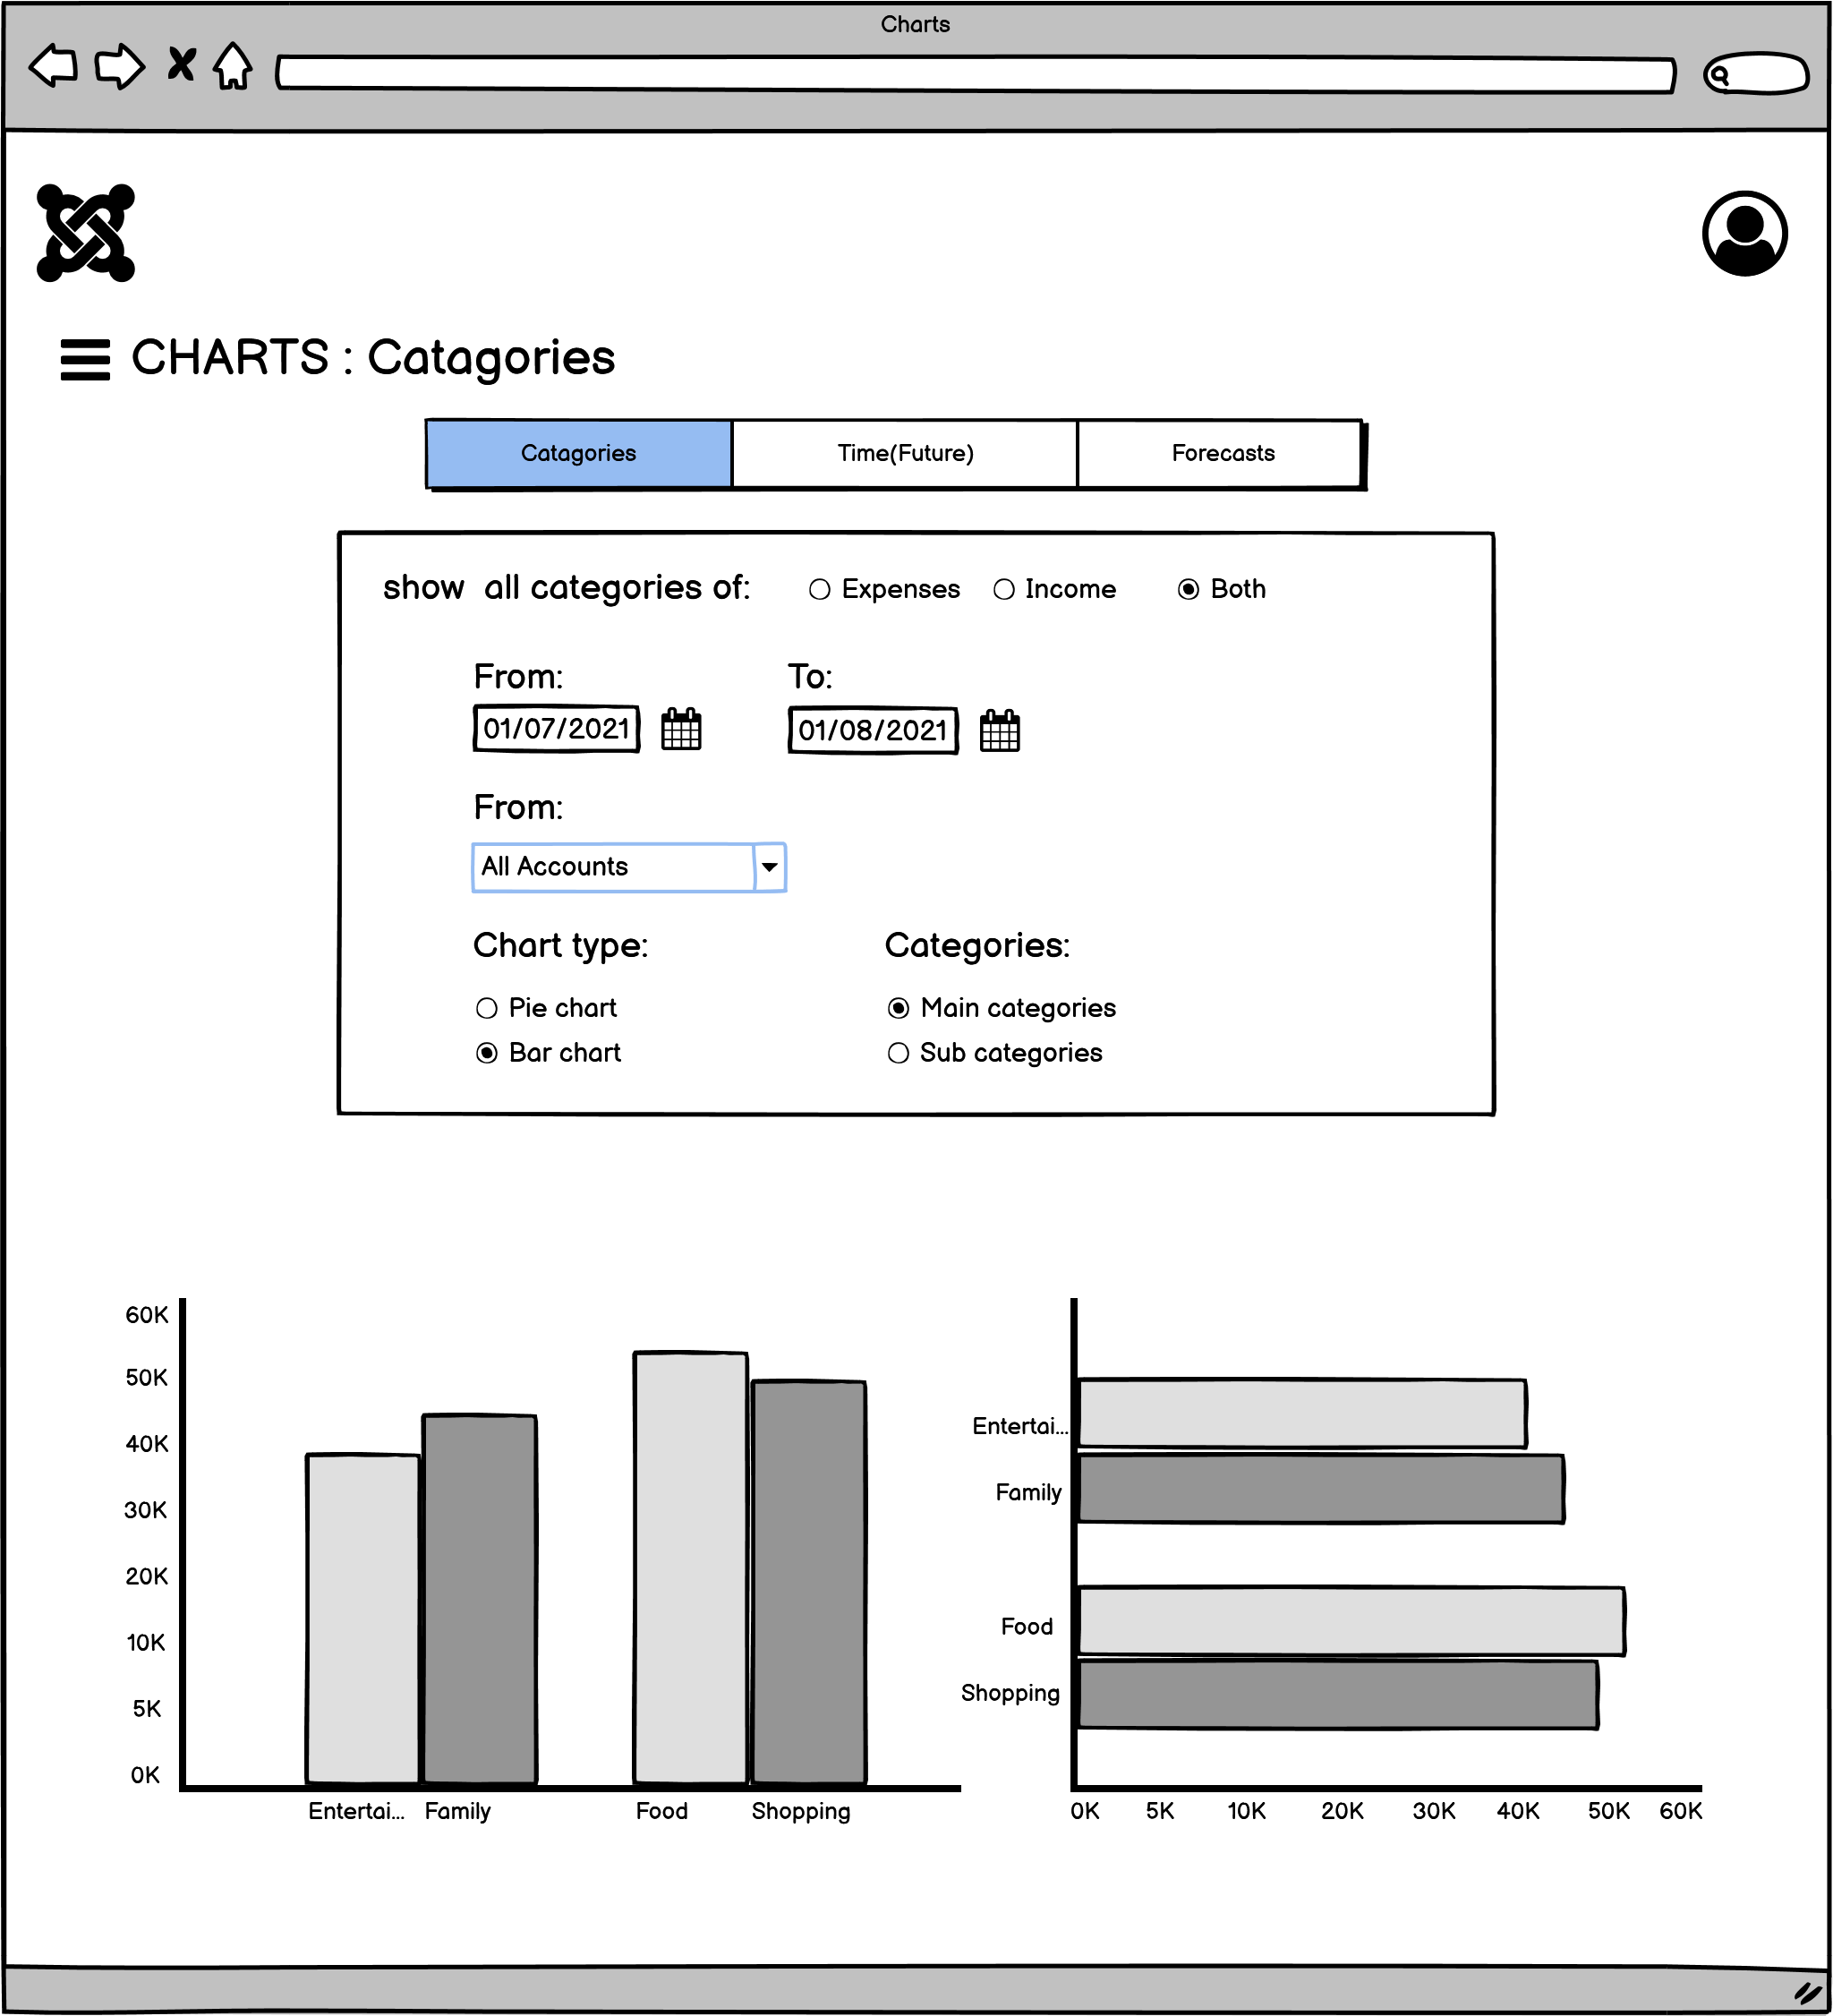 Charts
CHARTS : Catagories
Catagories Time(Future) Forecasts
show all categories of: Expenses Income Both
From: To:
01/07/2021 01/08/2021
From:
All Accounts
Chart type: Categories:
Pie chart Main categories
Bar chart Sub categories
60K
50K
40K
30K
20K
10K
5K
0K
Entertai... Family Food Shopping
Entertai...
Family
Food
Shopping
0K 5K 10K 20K 30K 40K 50K 60K